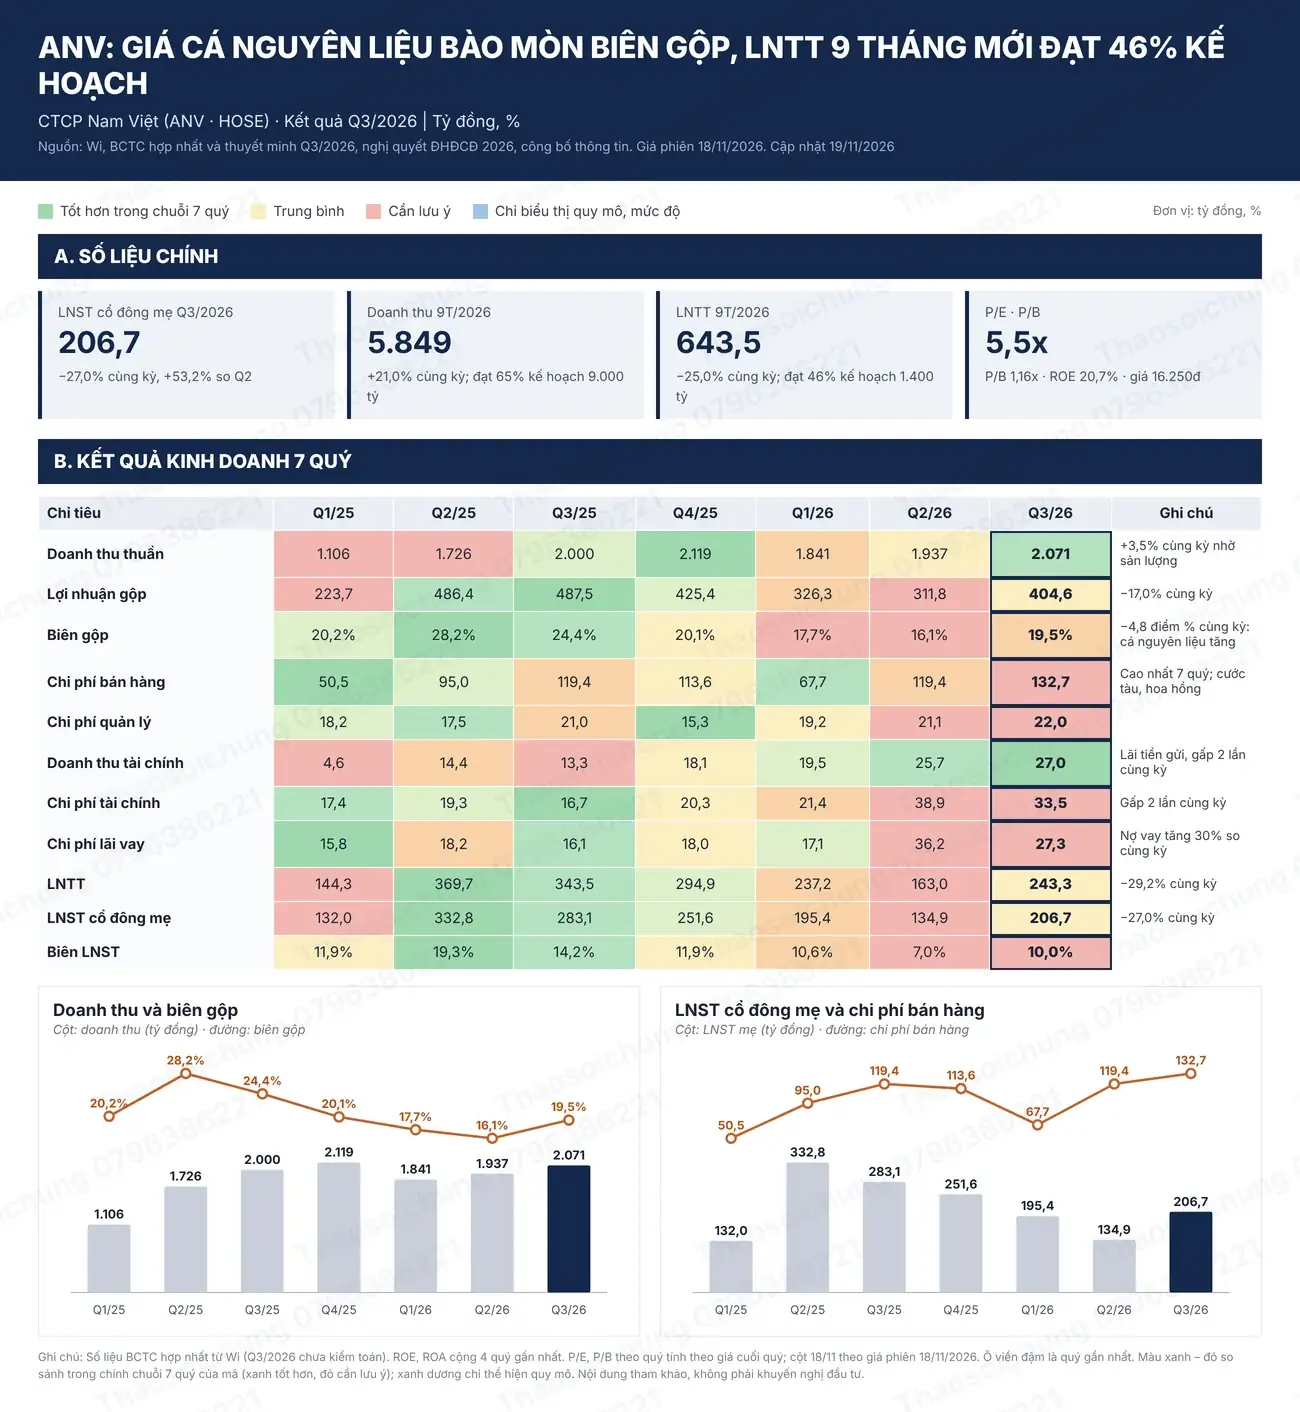 ANV: GIÁ CÁ NGUYÊN LIỆU BÀO MÒN BIÊN GỘP, LNTT 9 THÁNG MỚI ĐẠT 46% KẾ
HOẠCH
CTCP Nam Việt (ANV · HOSE) · Kết quả Q3/2026 | Tỷ đồng, %
Nguồn: Wi, BCTC hợp nhất và thuyết minh Q3/2026, nghị quyết ĐHĐCĐ 2026, công bố thông tin. Giá phiên 18/11/2026. Cập nhật 19/11/2026
Tốt hơn trong chuỗi 7 quý Trung bình Cần lưu ý Chỉ biểu thị quy mô, mức độ Đơn vị: tỷ đồng, %
A. SỐ LIỆU CHÍNH
LNST cổ đông mẹ Q3/2026
206,7
−27,0% cùng kỳ, +53,2% so Q2
Doanh thu 9T/2026
5.849
+21,0% cùng kỳ; đạt 65% kế hoạch 9.000
tỷ
LNTT 9T/2026
643,5
−25,0% cùng kỳ; đạt 46% kế hoạch 1.400
tỷ
P/E · P/B
5,5x
P/B 1,16x · ROE 20,7% · giá 16.250đ
B. KẾT QUẢ KINH DOANH 7 QUÝ
Chỉ tiêu Q1/25 Q2/25 Q3/25 Q4/25 Q1/26 Q2/26 Q3/26 Ghi chú
Doanh thu thuần 1.106 1.726 2.000 2.119 1.841 1.937 2.071 +3,5% cùng kỳ nhờ
sản lượng
Lợi nhuận gộp 223,7 486,4 487,5 425,4 326,3 311,8 404,6 −17,0% cùng kỳ
Biên gộp 20,2% 28,2% 24,4% 20,1% 17,7% 16,1% 19,5% −4,8 điểm % cùng kỳ:
cá nguyên liệu tăng
Chi phí bán hàng 50,5 95,0 119,4 113,6 67,7 119,4 132,7 Cao nhất 7 quý; cước
tàu, hoa hồng
Chi phí quản lý 18,2 17,5 21,0 15,3 19,2 21,1 22,0
Doanh thu tài chính 4,6 14,4 13,3 18,1 19,5 25,7 27,0 Lãi tiền gửi, gấp 2 lần
cùng kỳ
Chi phí tài chính 17,4 19,3 16,7 20,3 21,4 38,9 33,5 Gấp 2 lần cùng kỳ
Chi phí lãi vay 15,8 18,2 16,1 18,0 17,1 36,2 27,3 Nợ vay tăng 30% so
cùng kỳ
LNTT 144,3 369,7 343,5 294,9 237,2 163,0 243,3 −29,2% cùng kỳ
LNST cổ đông mẹ 132,0 332,8 283,1 251,6 195,4 134,9 206,7 −27,0% cùng kỳ
Biên LNST 11,9% 19,3% 14,2% 11,9% 10,6% 7,0% 10,0%
Doanh thu và biên gộp
Cột: doanh thu (tỷ đồng) · đường: biên gộp
20,2% 28,2% 24,4% 20,1% 17,7% 16,1% 19,5%
1.106 1.726 2.000 2.119 1.841 1.937 2.071
Q1/25 Q2/25 Q3/25 Q4/25 Q1/26 Q2/26 Q3/26
LNST cổ đông mẹ và chi phí bán hàng
Cột: LNST mẹ (tỷ đồng) · đường: chi phí bán hàng
50,5 95,0 119,4 113,6 67,7 119,4 132,7
132,0 332,8 283,1 251,6 195,4 134,9 206,7
Q1/25 Q2/25 Q3/25 Q4/25 Q1/26 Q2/26 Q3/26
Ghi chú: Số liệu BCTC hợp nhất từ Wi (Q3/2026 chưa kiểm toán). ROE, ROA cộng 4 quý gần nhất. P/E, P/B theo quý tính theo giá cuối quý; cột 18/11 theo giá phiên 18/11/2026. Ô viền đậm là quý gần nhất. Màu xanh – đỏ so
sánh trong chính chuỗi 7 quý của mã (xanh tốt hơn, đỏ cần lưu ý); xanh dương chỉ thể hiện quy mô. Nội dung tham khảo, không phải khuyến nghị đầu tư.
Thaosoichung 0796386221